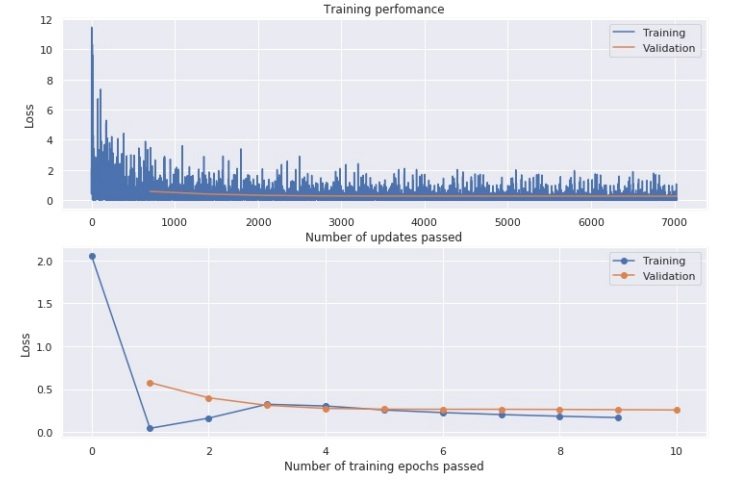 Training perfomance
12
10
8
6
4
2
0
Loss
Training
Validation
0 1000 2000 3000 4000 5000 6000 7000
Number of updates passed
2.0
1.5
1.0
0.5
0.0
Loss
Training
Validation
0 2 4 6 8 10
Number of training epochs passed